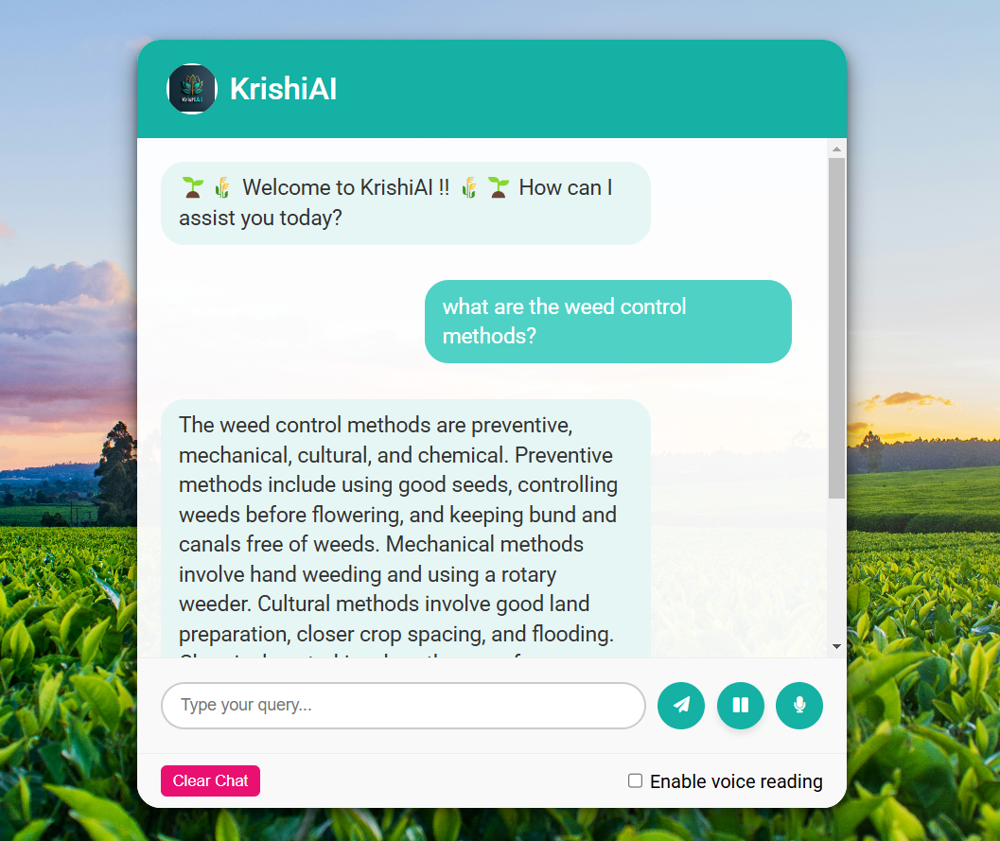 KrishiAI
KrishiAI
🌱 🌾 Welcome to KrishiAI !! 🌾 🌱 How can I
assist you today?
what are the weed control
methods?
The weed control methods are preventive,
mechanical, cultural, and chemical. Preventive
methods include using good seeds, controlling
weeds before flowering, and keeping bund and
canals free of weeds. Mechanical methods
involve hand weeding and using a rotary
weeder. Cultural methods involve good land
preparation, closer crop spacing, and flooding.
Type your query...
Clear Chat
Enable voice reading